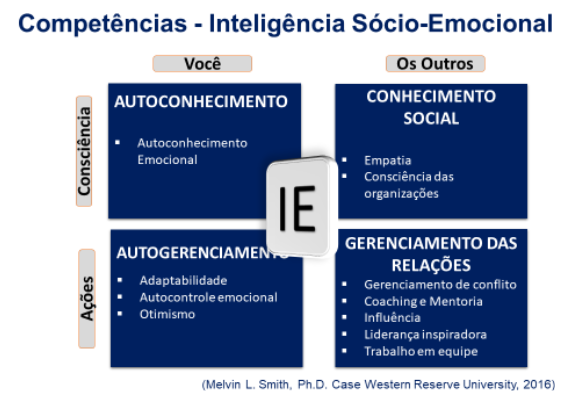 Competências - Inteligência Sócio-Emocional
Você
Os Outros
Consciência
AUTOCONHECIMENTO
▪ Autoconhecimento
Emocional
CONHECIMENTO
SOCIAL
▪ Empatia
▪ Consciência das
organizações
IE
Ações
AUTOGERENCIAMENTO
▪ Adaptabilidade
▪ Autocontrole emocional
▪ Otimismo
GERENCIAMENTO DAS
RELAÇÕES
▪ Gerenciamento de conflito
▪ Coaching e Mentoria
▪ Influência
▪ Liderança inspiradora
▪ Trabalho em equipe
(Melvin L. Smith, Ph.D. Case Western Reserve University, 2016)